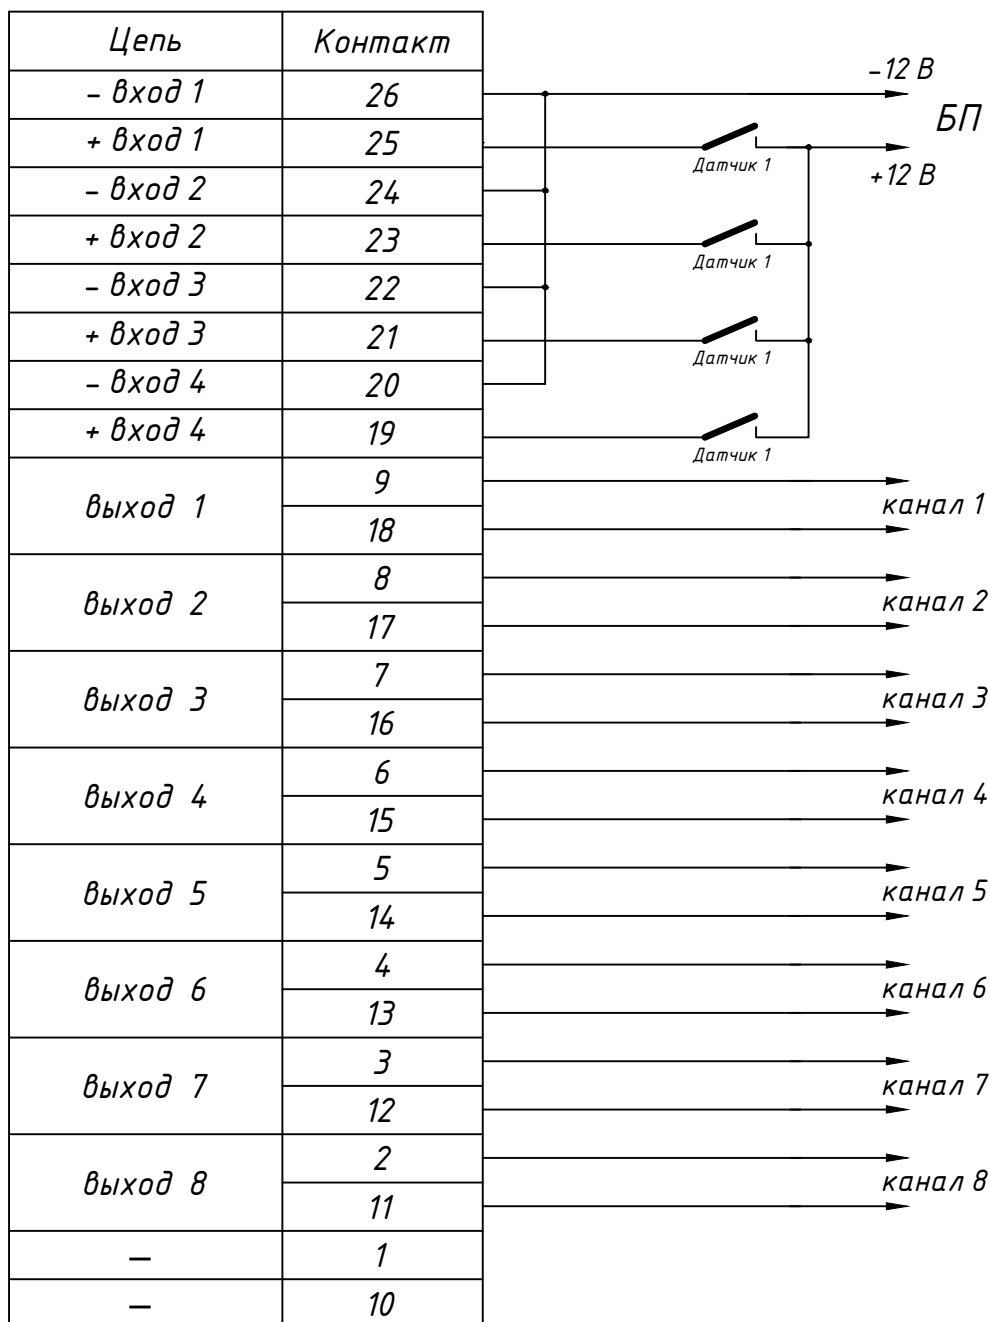 Цепь Контакт
- вход 1 26
-12 В
БП
+ вход 1 25
Датчик 1
+12 В
- вход 2 24
+ вход 2 23
Датчик 1
- вход 3 22
+ вход 3 21
Датчик 1
- вход 4 20
+ вход 4 19
Датчик 1
выход 1
9
18
канал 1
выход 2
8
17
канал 2
выход 3
7
16
канал 3
выход 4
6
15
канал 4
выход 5
5
14
канал 5
выход 6
4
13
канал 6
выход 7
3
12
канал 7
выход 8
2
11
канал 8
— 1
— 10